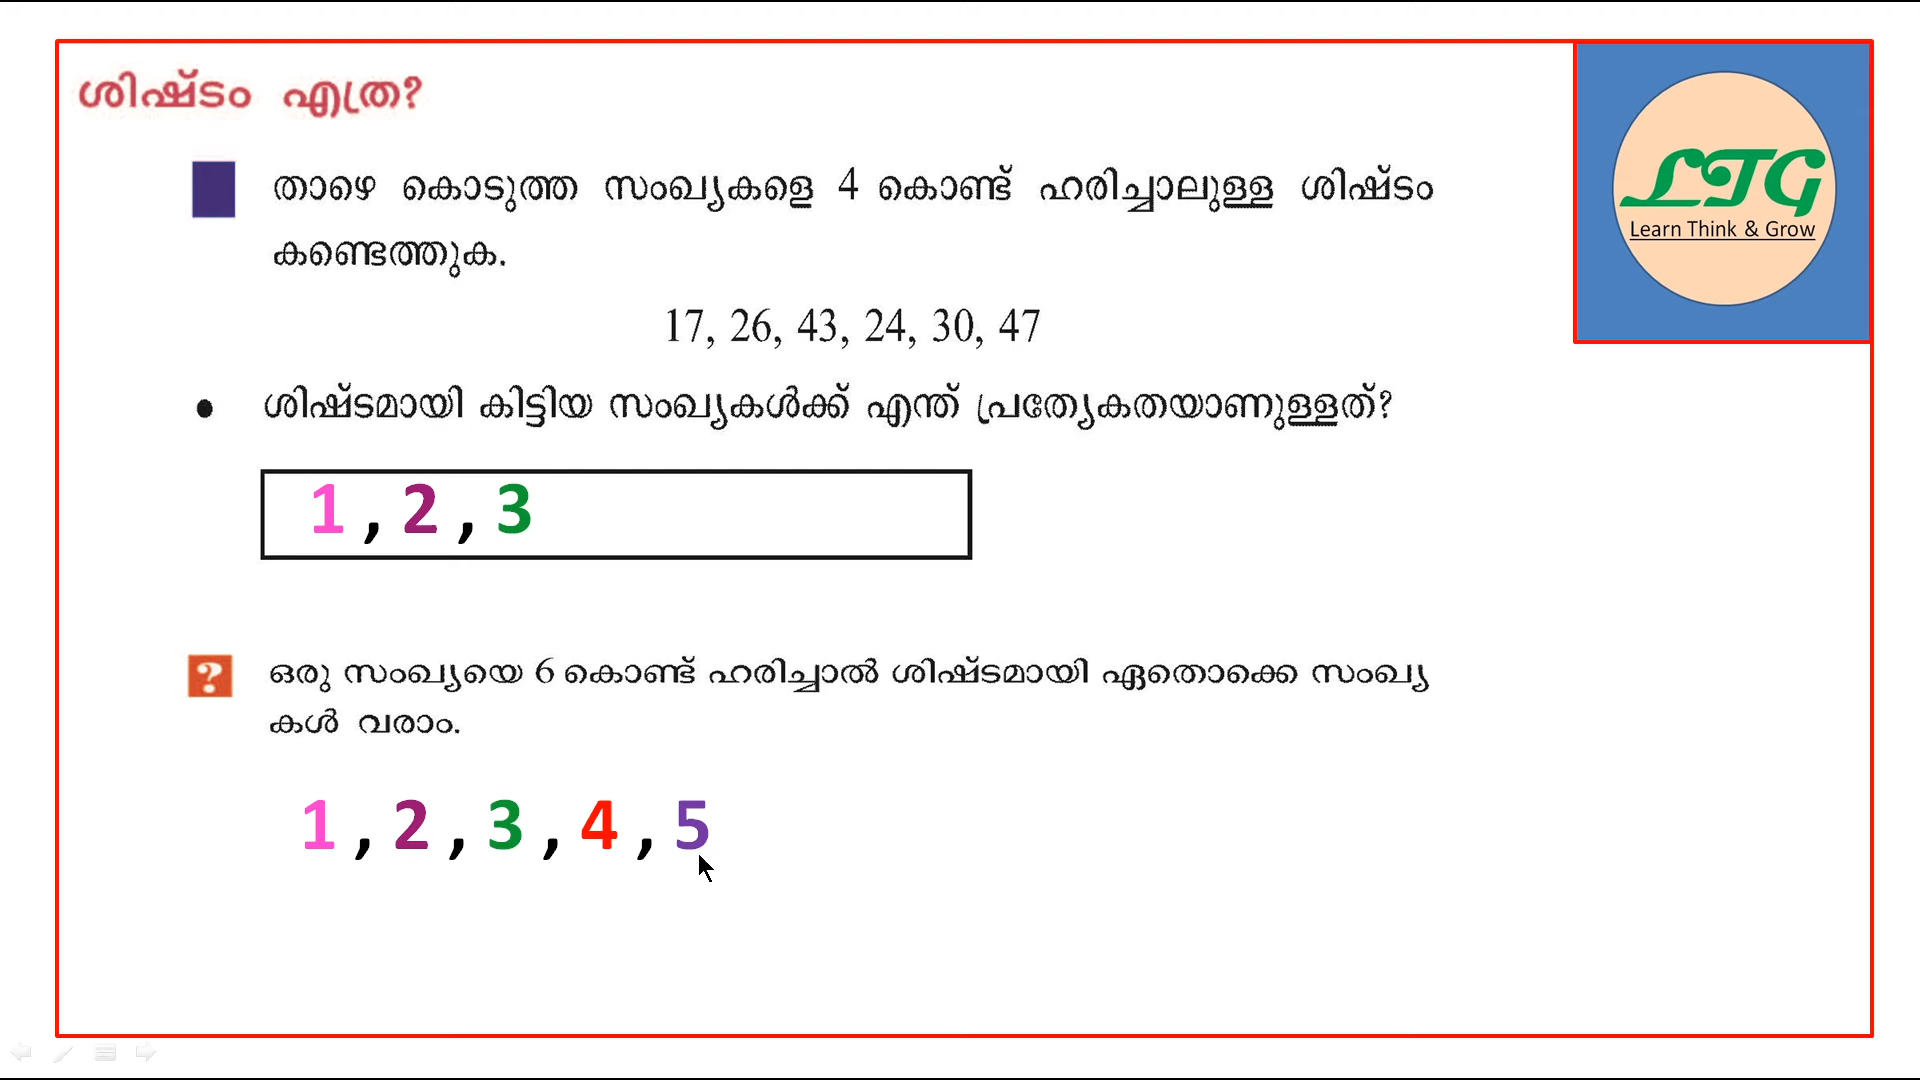 ശിഷ്ടം എത്ര?
LTG
Learn Think & Grow
താഴെ കൊടുത്ത സംഖ്യകളെ 4 കൊണ്ട് ഹരിച്ചാലുള്ള ശിഷ്ടം
കണ്ടെത്തുക.
17, 26, 43, 24, 30, 47
• ശിഷ്ടമായി കിട്ടിയ സംഖ്യകൾക്ക് എന്ത് പ്രത്യേകതയാണുള്ളത്?
1 , 2 , 3
? ഒരു സംഖ്യയെ 6 കൊണ്ട് ഹരിച്ചാൽ ശിഷ്ടമായി ഏതൊക്കെ സംഖ്യ
കൾ വരാം.
1 , 2 , 3 , 4 , 5